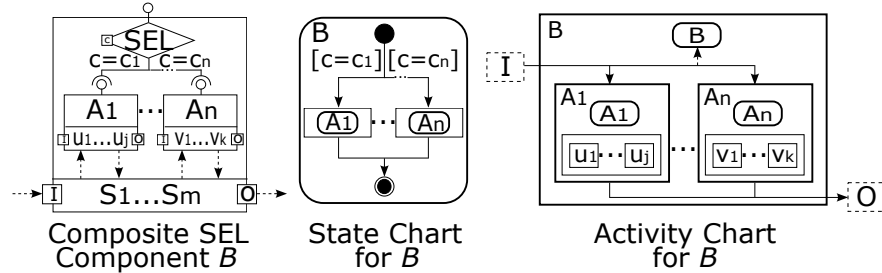 SEL
c
c=c1 c=cn
A1 ... An
I u1...uj O I v1...vk O
I S1...Sm O
Composite SEL
Component B
B
[c=c1] [c=cn]
A1 ... An
State Chart
for B
B
B
I
A1 An
A1 An
u1...uj ... v1...vk
O
Activity Chart
for B